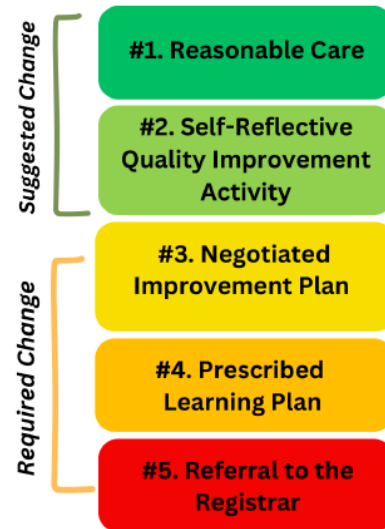 Suggested Change
#1. Reasonable Care
#2. Self-Reflective
Quality Improvement
Activity
Required Change
#3. Negotiated
Improvement Plan
#4. Prescribed
Learning Plan
#5. Referral to the
Registrar